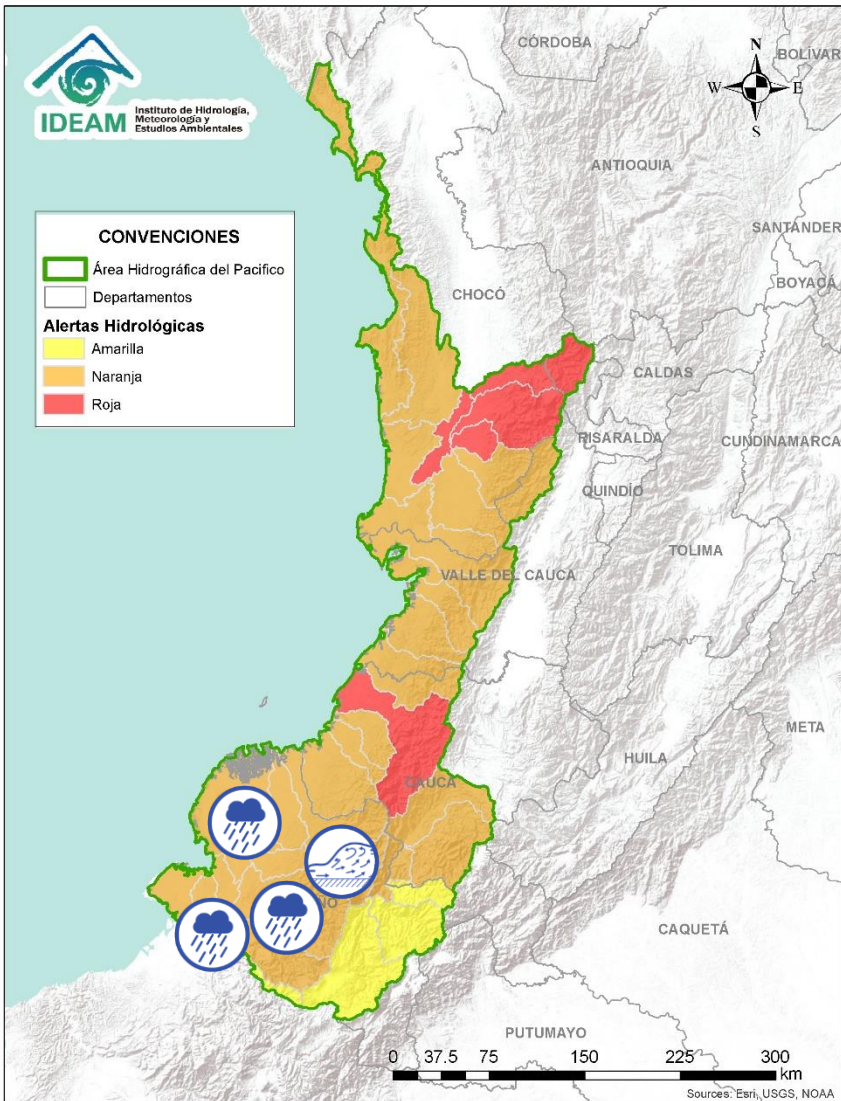 IDEAM
Instituto de Hidrología,
Meteorología y
Estudios Ambientales
CÓRDOBA
BOLÍVAR
N
W
E
S
ANTIOQUIA
SANTANDER
BOYACÁ
CONVENCIONES
Área Hidrográfica del Pacifico
Departamentos
Alertas Hidrológicas
Amarilla
Naranja
Roja
CHOCÓ
CALDAS
RISARALDA
CUNDINAMARCA
QUINDÍO
TOLIMA
VALLE DEL CAUCA
META
HUILA
CAUCA
CAQUETÁ
PUTUMAYO
0 37.5 75 150 225 300
km
Sources: Esri, USGS, NOAA